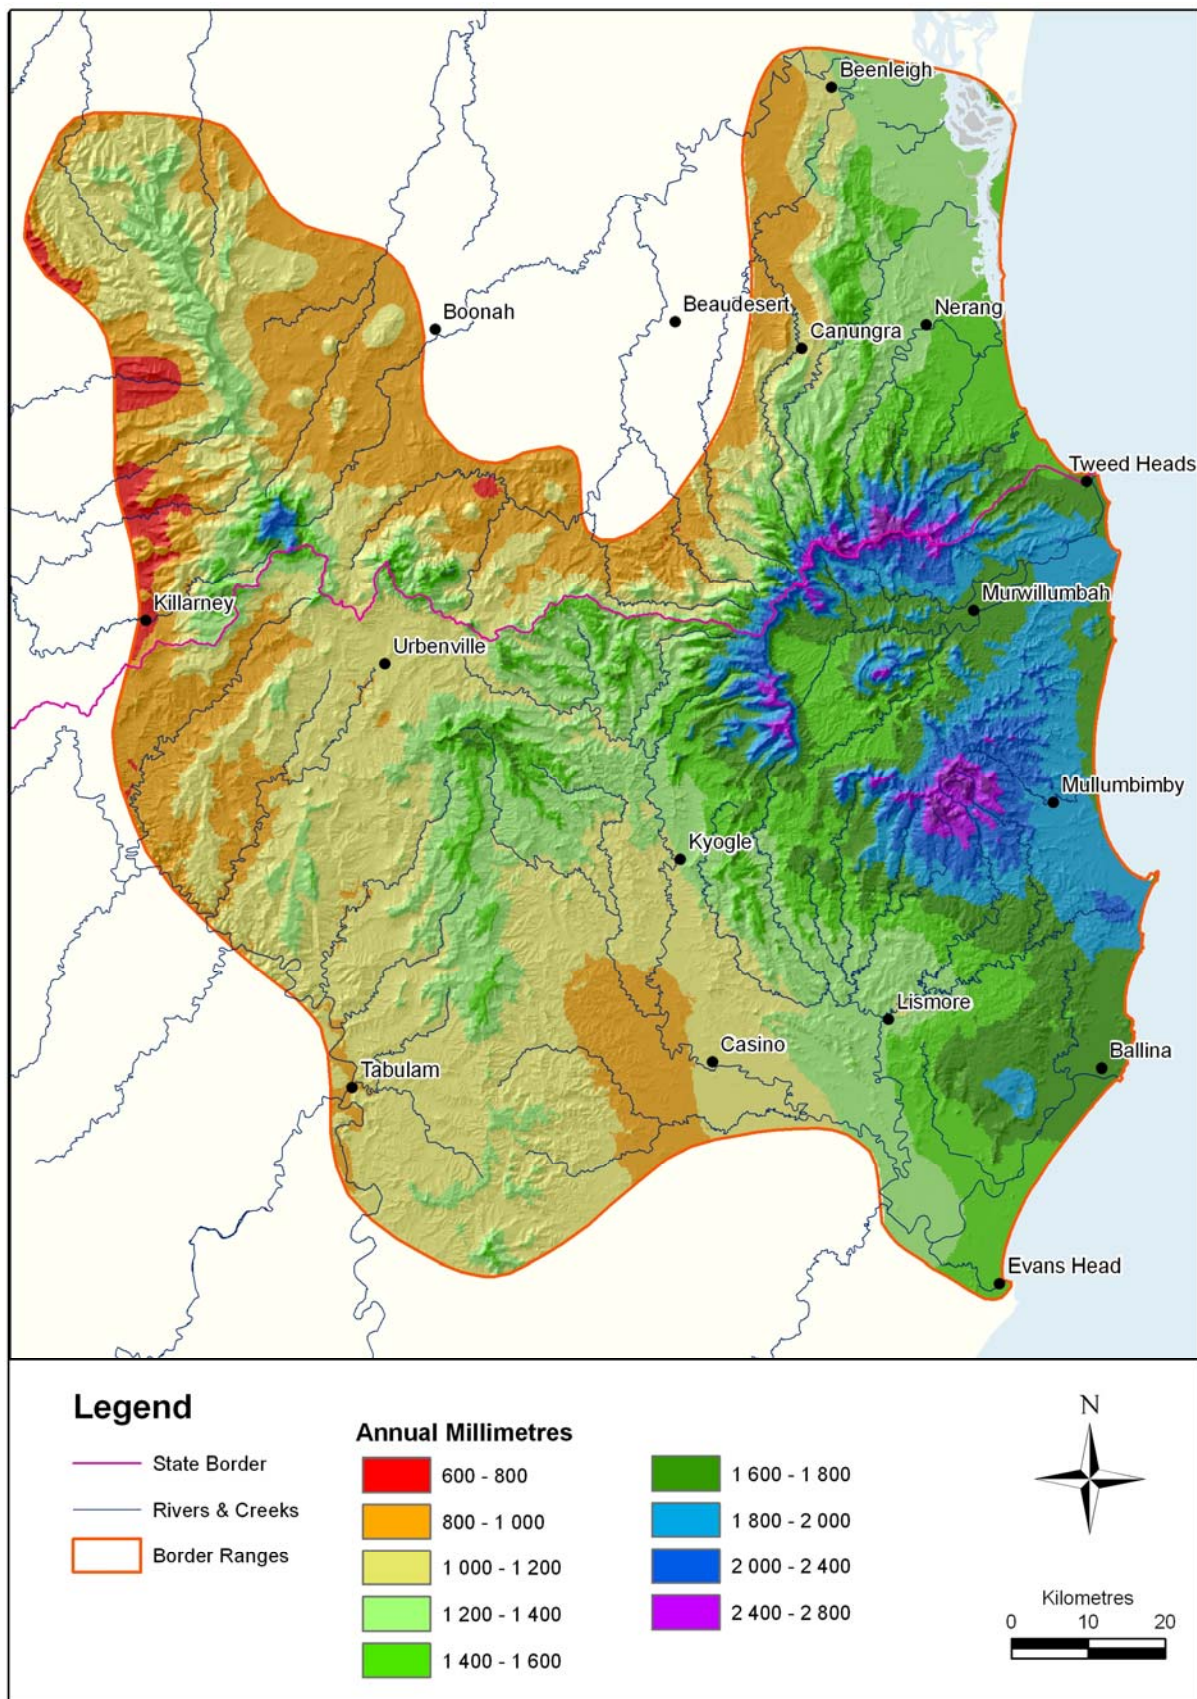 Beenleigh
Boonah
Beaudesert
Nerang
Canungra
Tweed Heads
Killarney
Murwillumbah
Urbenville
Mullumbimby
Kyogle
Lismore
Casino
Ballina
Tabulam
Evans Head
Legend
State Border
Rivers & Creeks
Border Ranges
Annual Millimetres
600 - 800
800 - 1 000
1 000 - 1 200
1 200 - 1 400
1 400 - 1 600
1 600 - 1 800
1 800 - 2 000
2 000 - 2 400
2 400 - 2 800
N
Kilometres
0 10 20